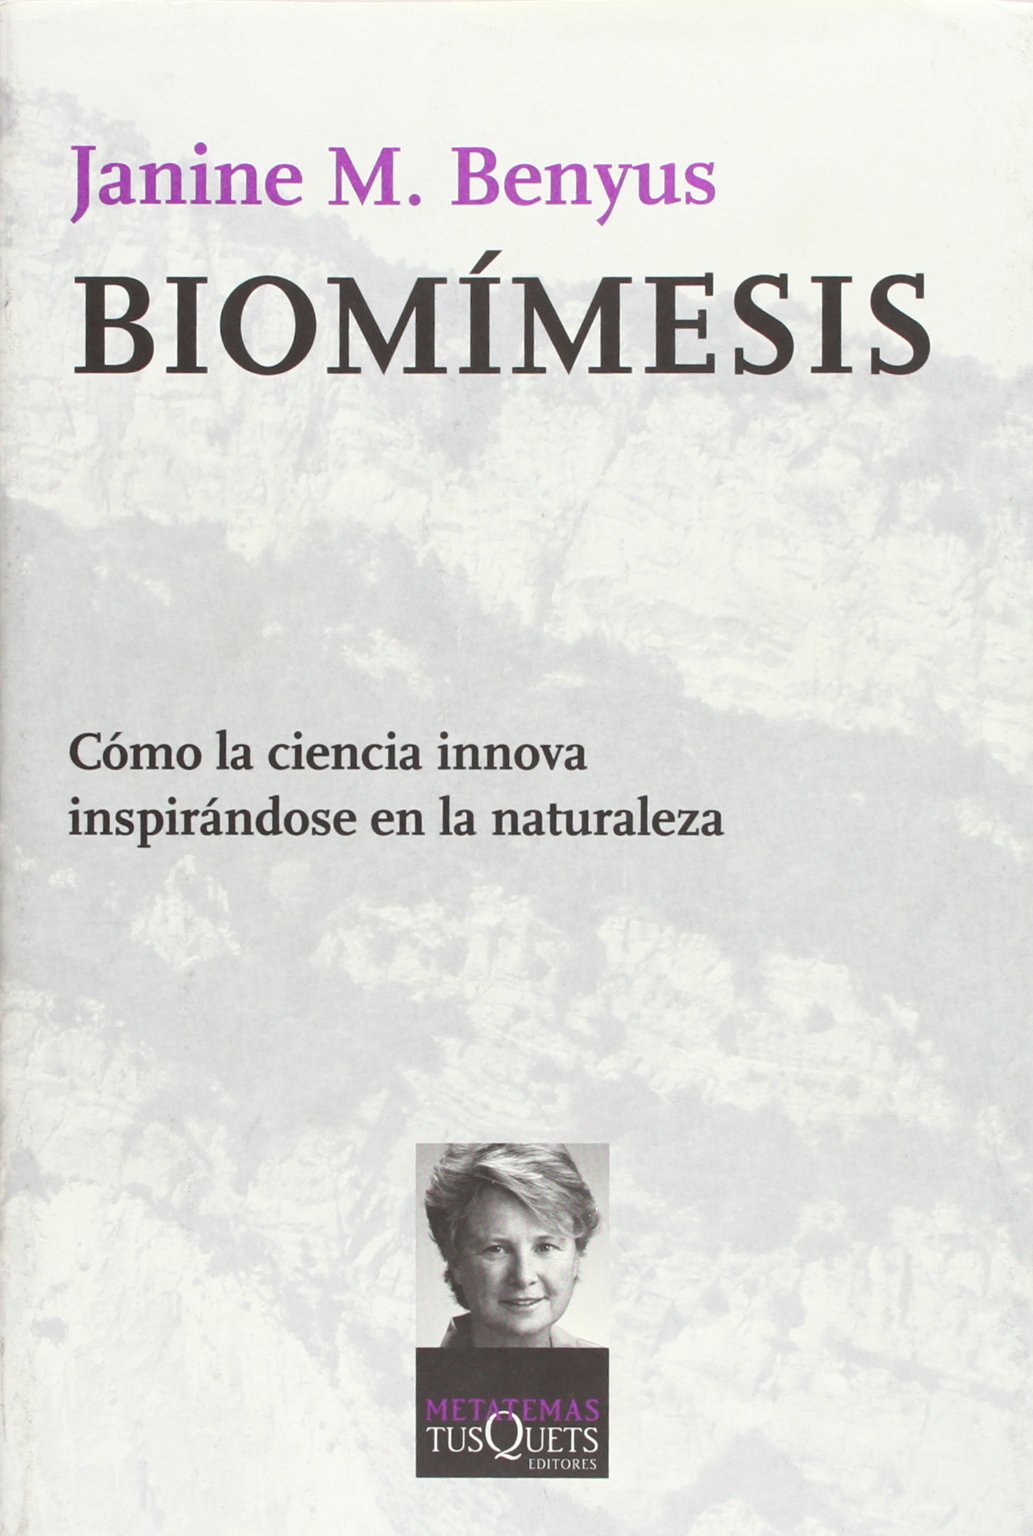 Janine M. Benyus
BIOMÍMESIS
Cómo la ciencia innova
inspirándose en la naturaleza
METATEMAS
TUSQUETS
EDITORES